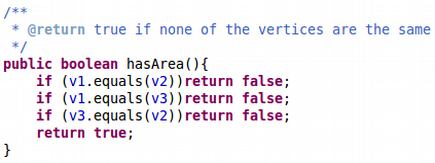 /**
 * @return true if none of the vertices are the same
 */
public boolean hasArea(){
    if (v1.equals(v2))return false;
    if (v1.equals(v3))return false;
    if (v3.equals(v2))return false;
    return true;
}